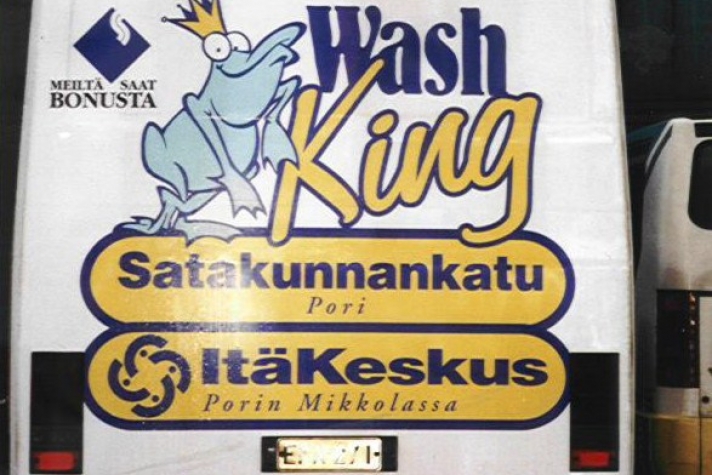 Wash
King
MEILTÄ SAAT
BONUSTA
Satakunnankatu
Pori
ItäKeskus
Porin Mikkolassa